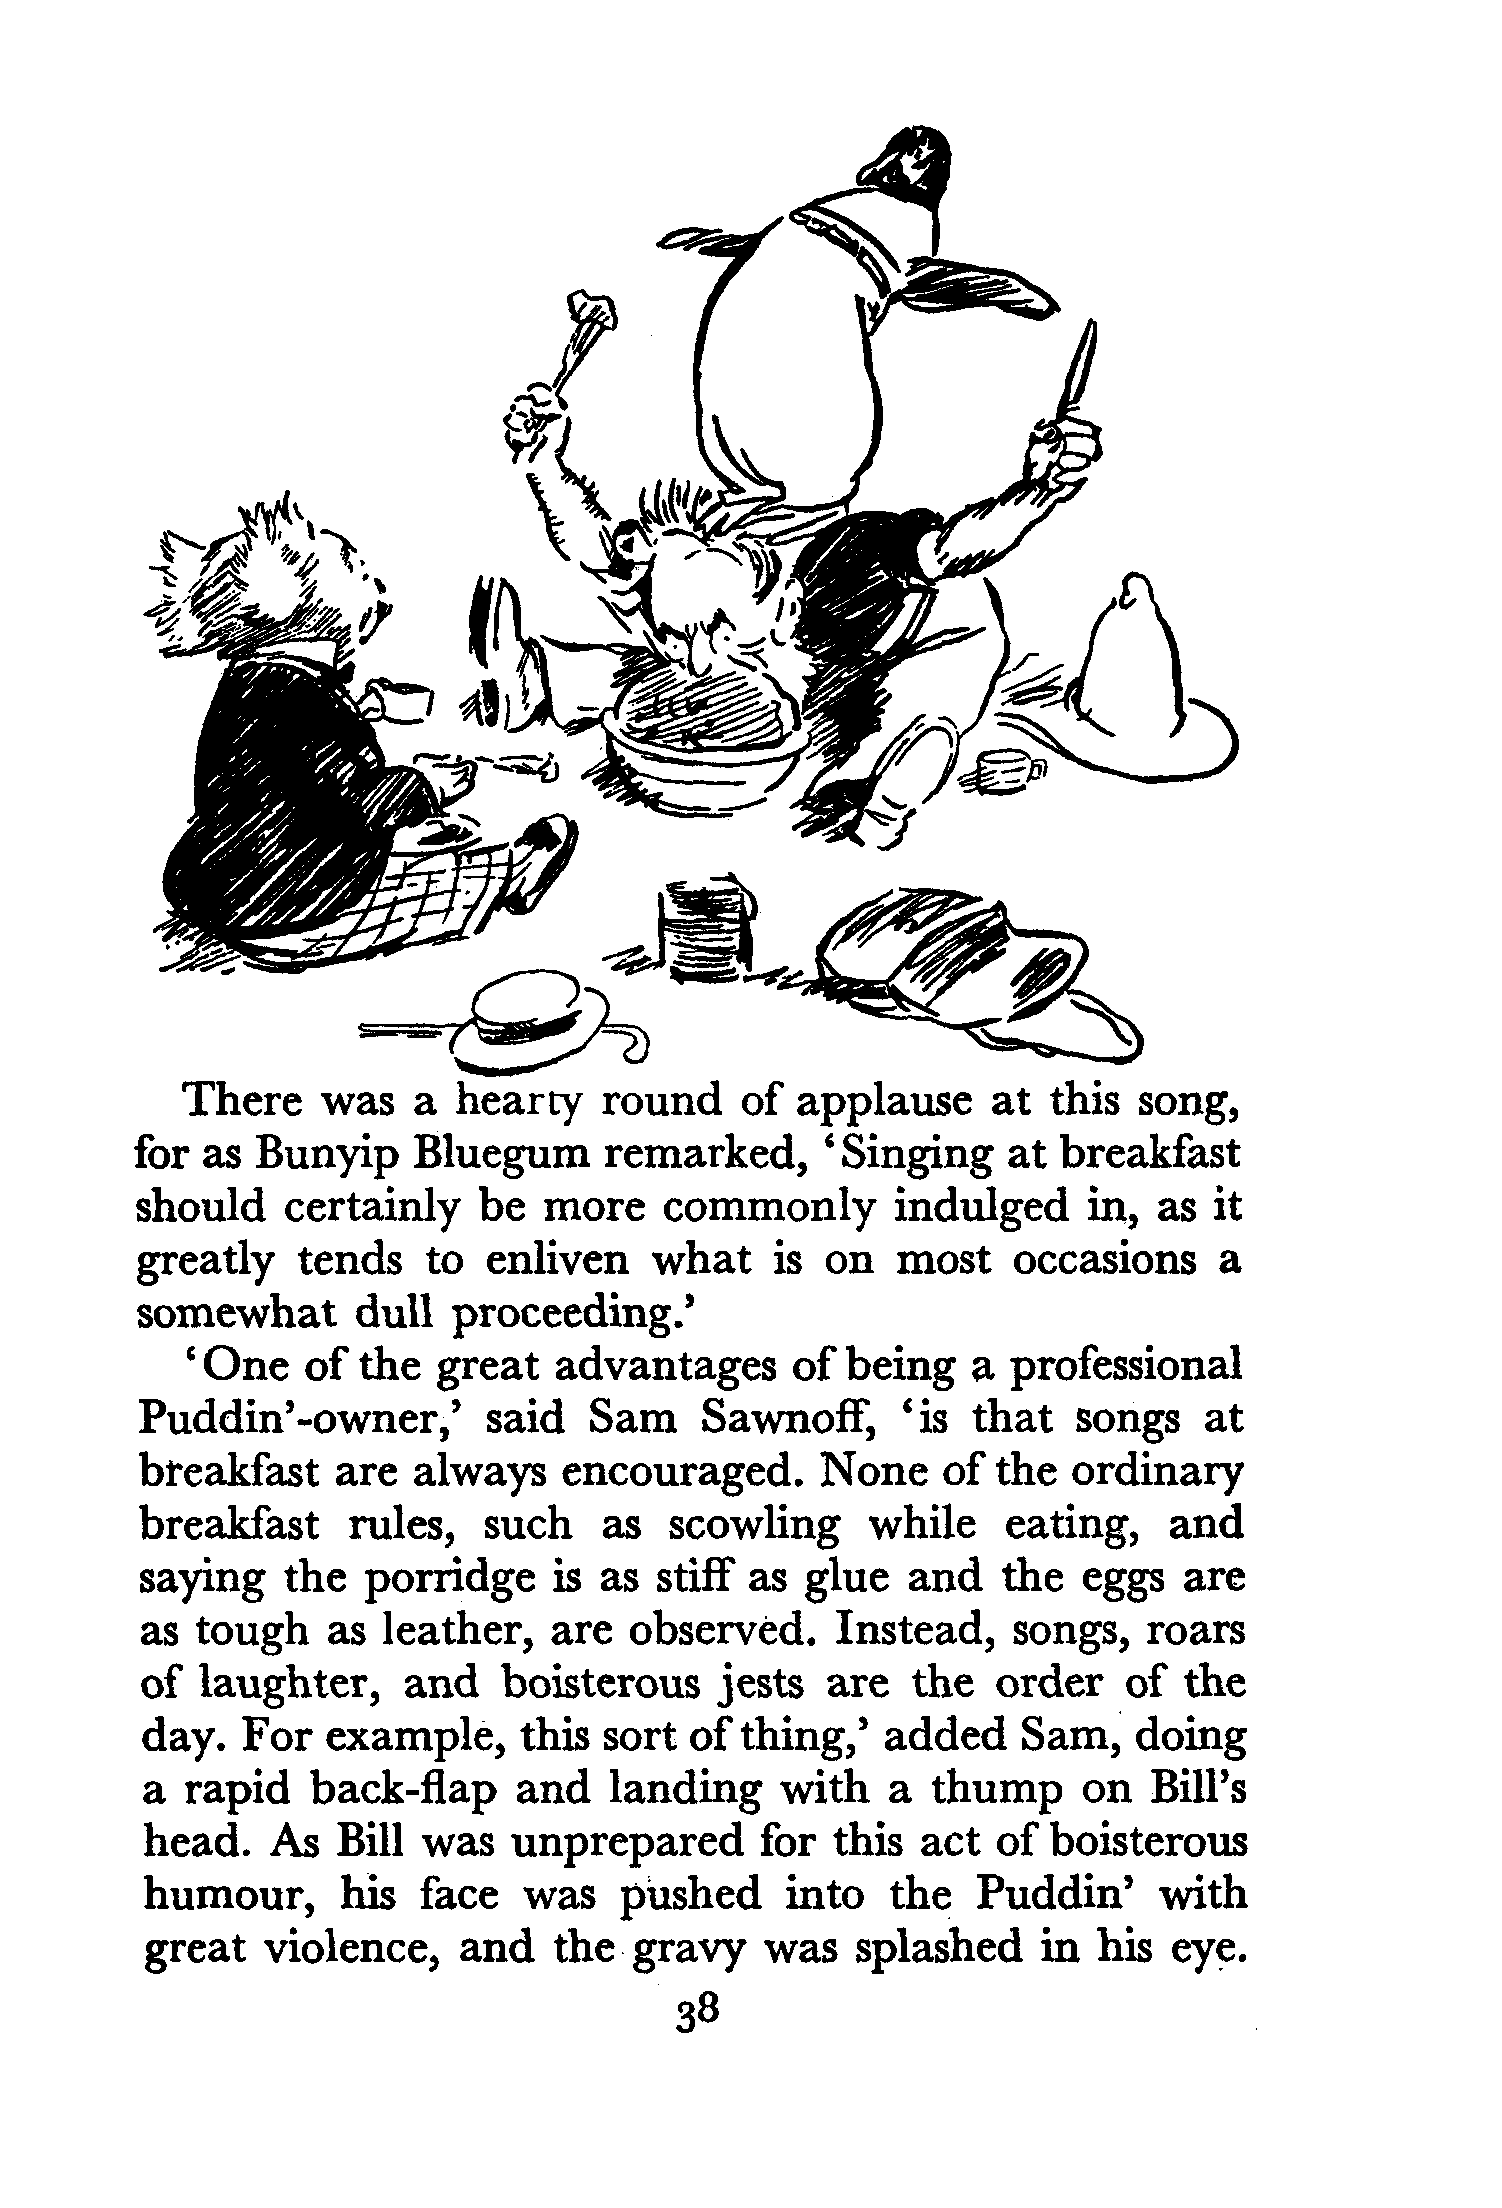 There was a hearty round of applause at this song,
for as Bunyip Bluegum remarked, ‘Singing at breakfast
should certainly be more commonly indulged in, as it
greatly tends to enliven what is on most occasions a
somewhat dull proceeding.’
‘One of the great advantages of being a professional
Puddin’-owner,’ said Sam Sawnoff, ‘is that songs at
breakfast are always encouraged. None of the ordinary
breakfast rules, such as scowling while eating, and
saying the porridge is as stiff as glue and the eggs are
as tough as leather, are observed. Instead, songs, roars
of laughter, and boisterous jests are the order of the
day. For example, this sort of thing,’ added Sam, doing
a rapid back-flap and landing with a thump on Bill’s
head. As Bill was unprepared for this act of boisterous
humour, his face was pushed into the Puddin’ with
great violence, and the gravy was splashed in his eye.
38